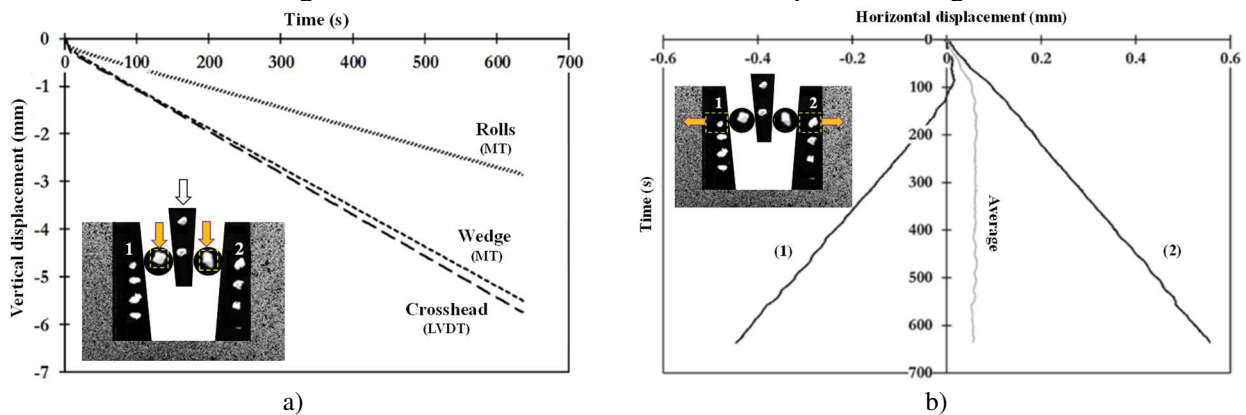 Time (s)
0 100 200 300 400 500 600 700
0
-1
-2
-3
-4
-5
-6
-7
Vertical displacement (mm)
Rolls
(MT)
Wedge
(MT)
Crosshead
(LVDT)
1 2
a)
Horizontal displacement (mm)
-0.6 -0.4 -0.2 0 0.2 0.4 0.6
0
100
200
300
400
500
600
700
Time (s)
1 2
Average
(1) (2)
b)